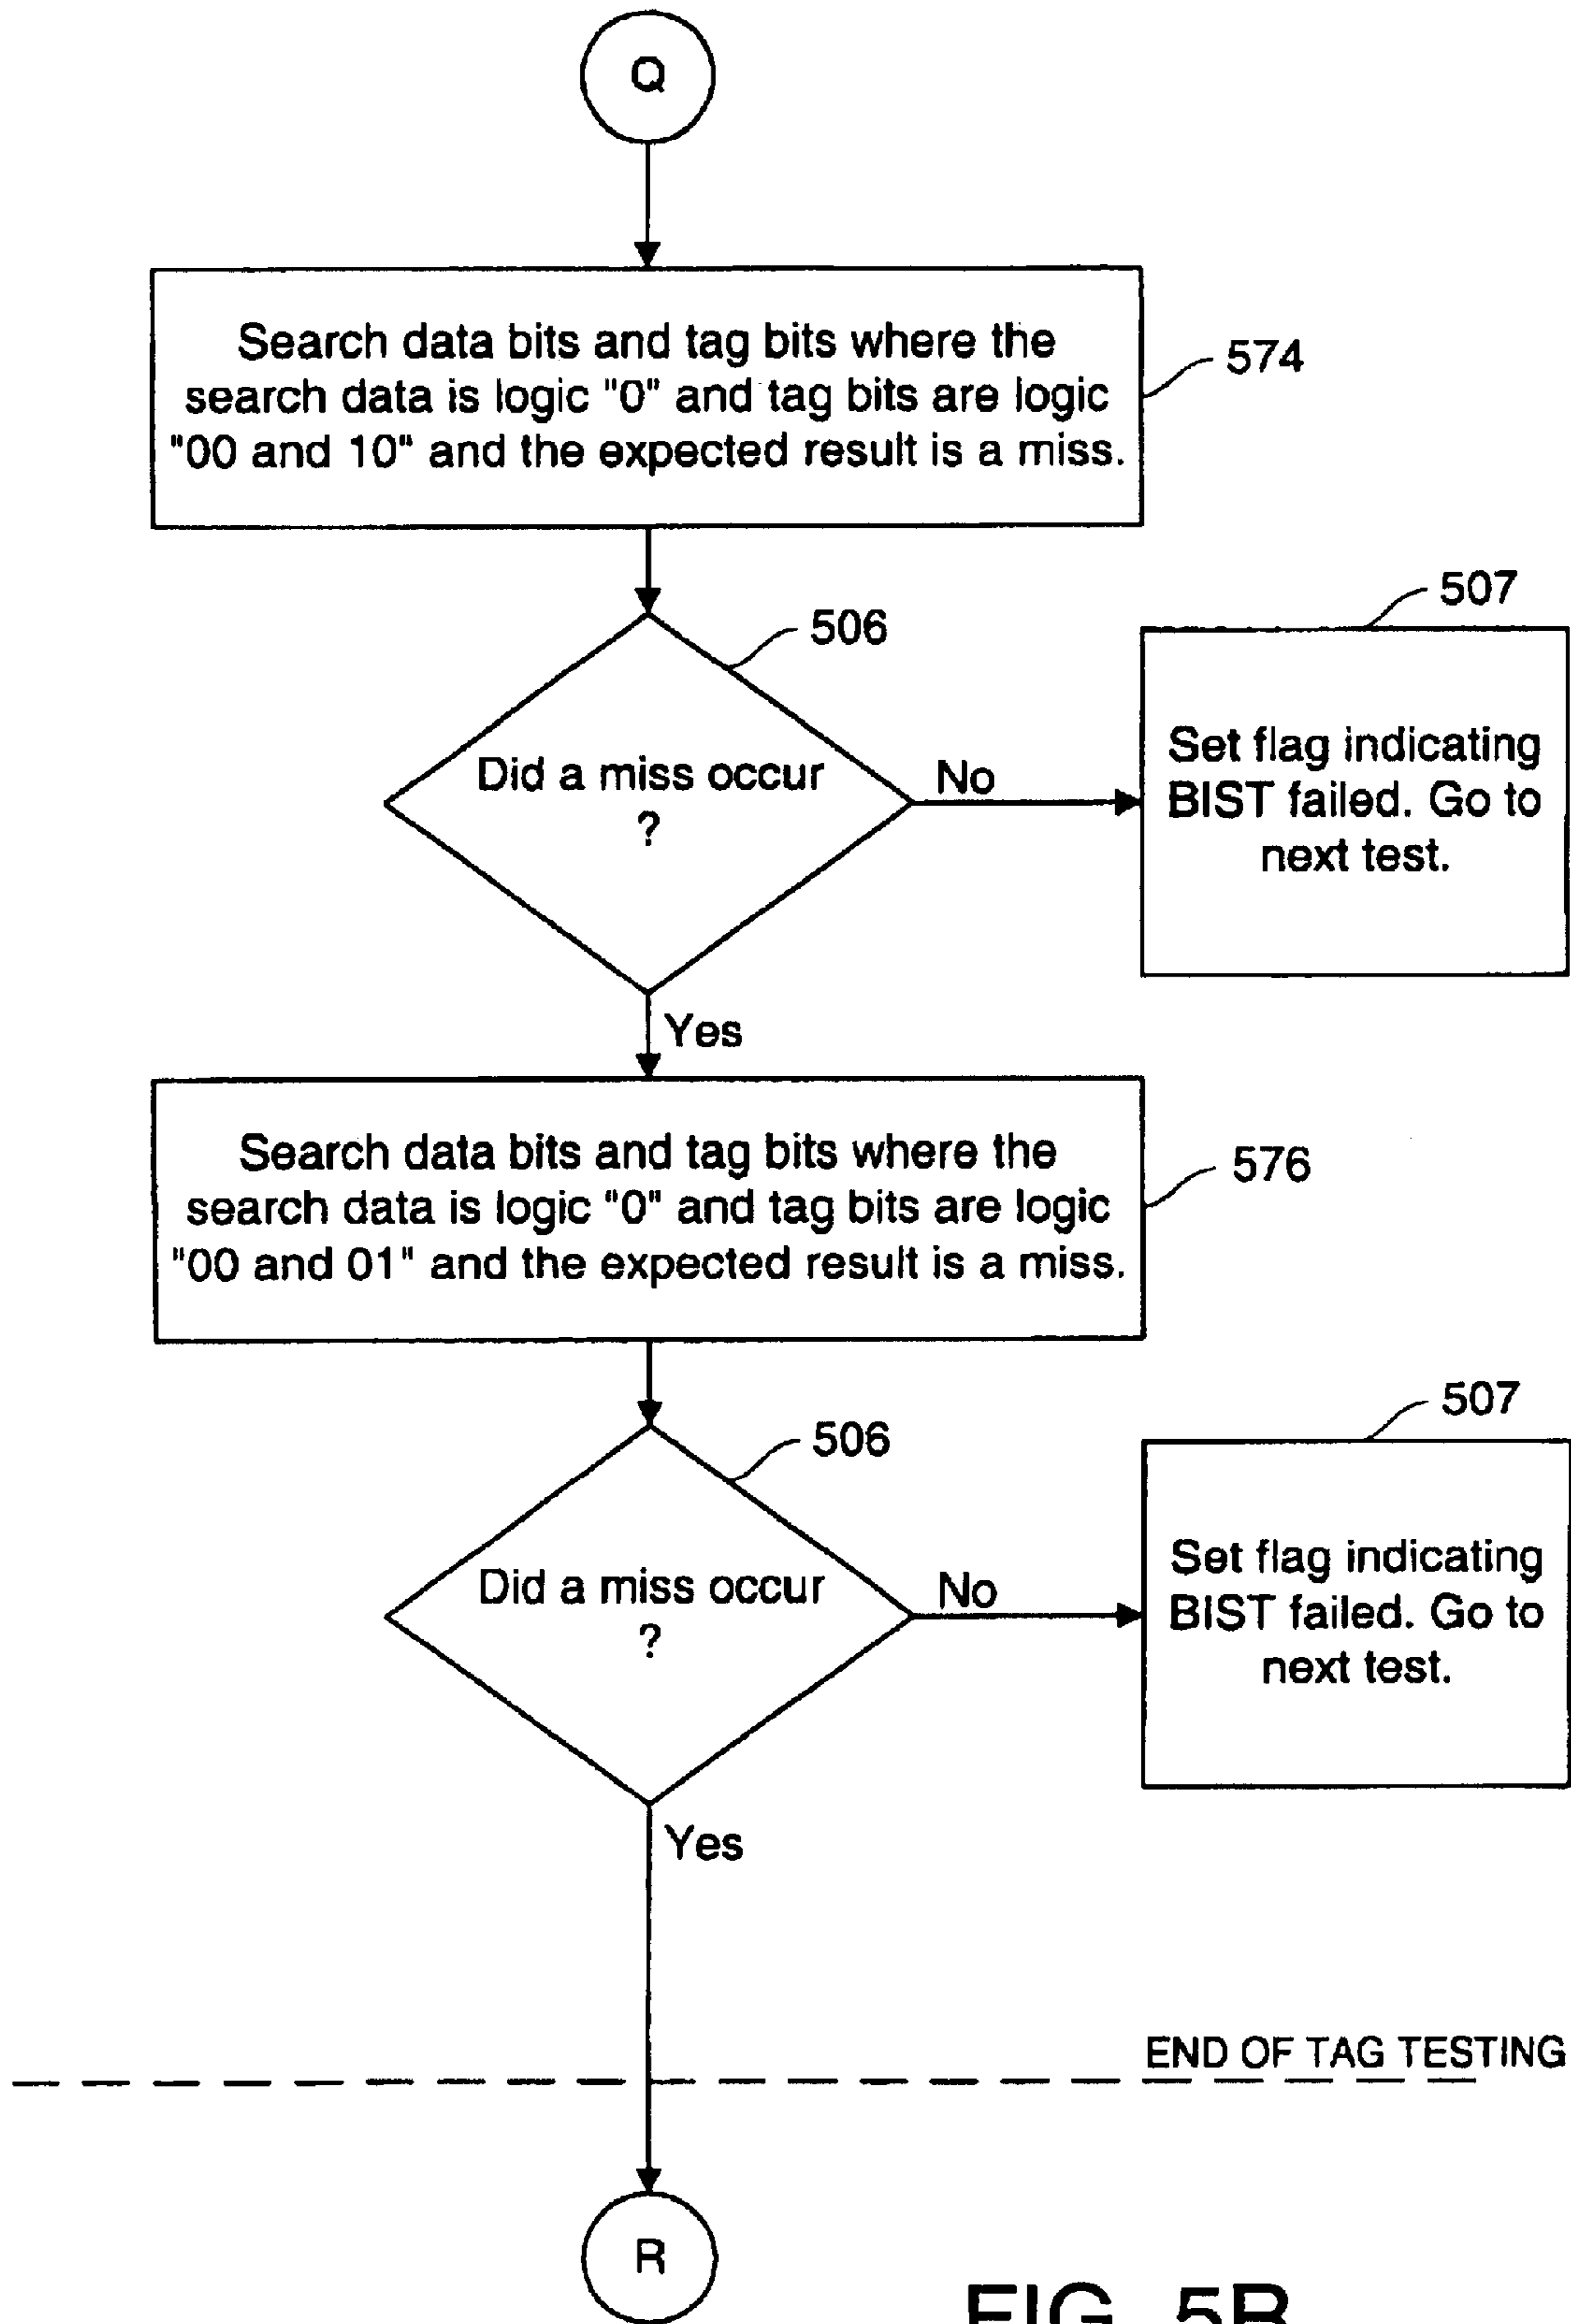 Q
Search data bits and tag bits where the
search data is logic "0" and tag bits are logic
"00 and 10" and the expected result is a miss.
574
506
507
Did a miss occur
?
No
Set flag indicating
BIST failed. Go to
next test.
Yes
Search data bits and tag bits where the
search data is logic "0" and tag bits are logic
"00 and 01" and the expected result is a miss.
576
506
507
Did a miss occur
?
No
Set flag indicating
BIST failed. Go to
next test.
Yes
END OF TAG TESTING
R
FIG